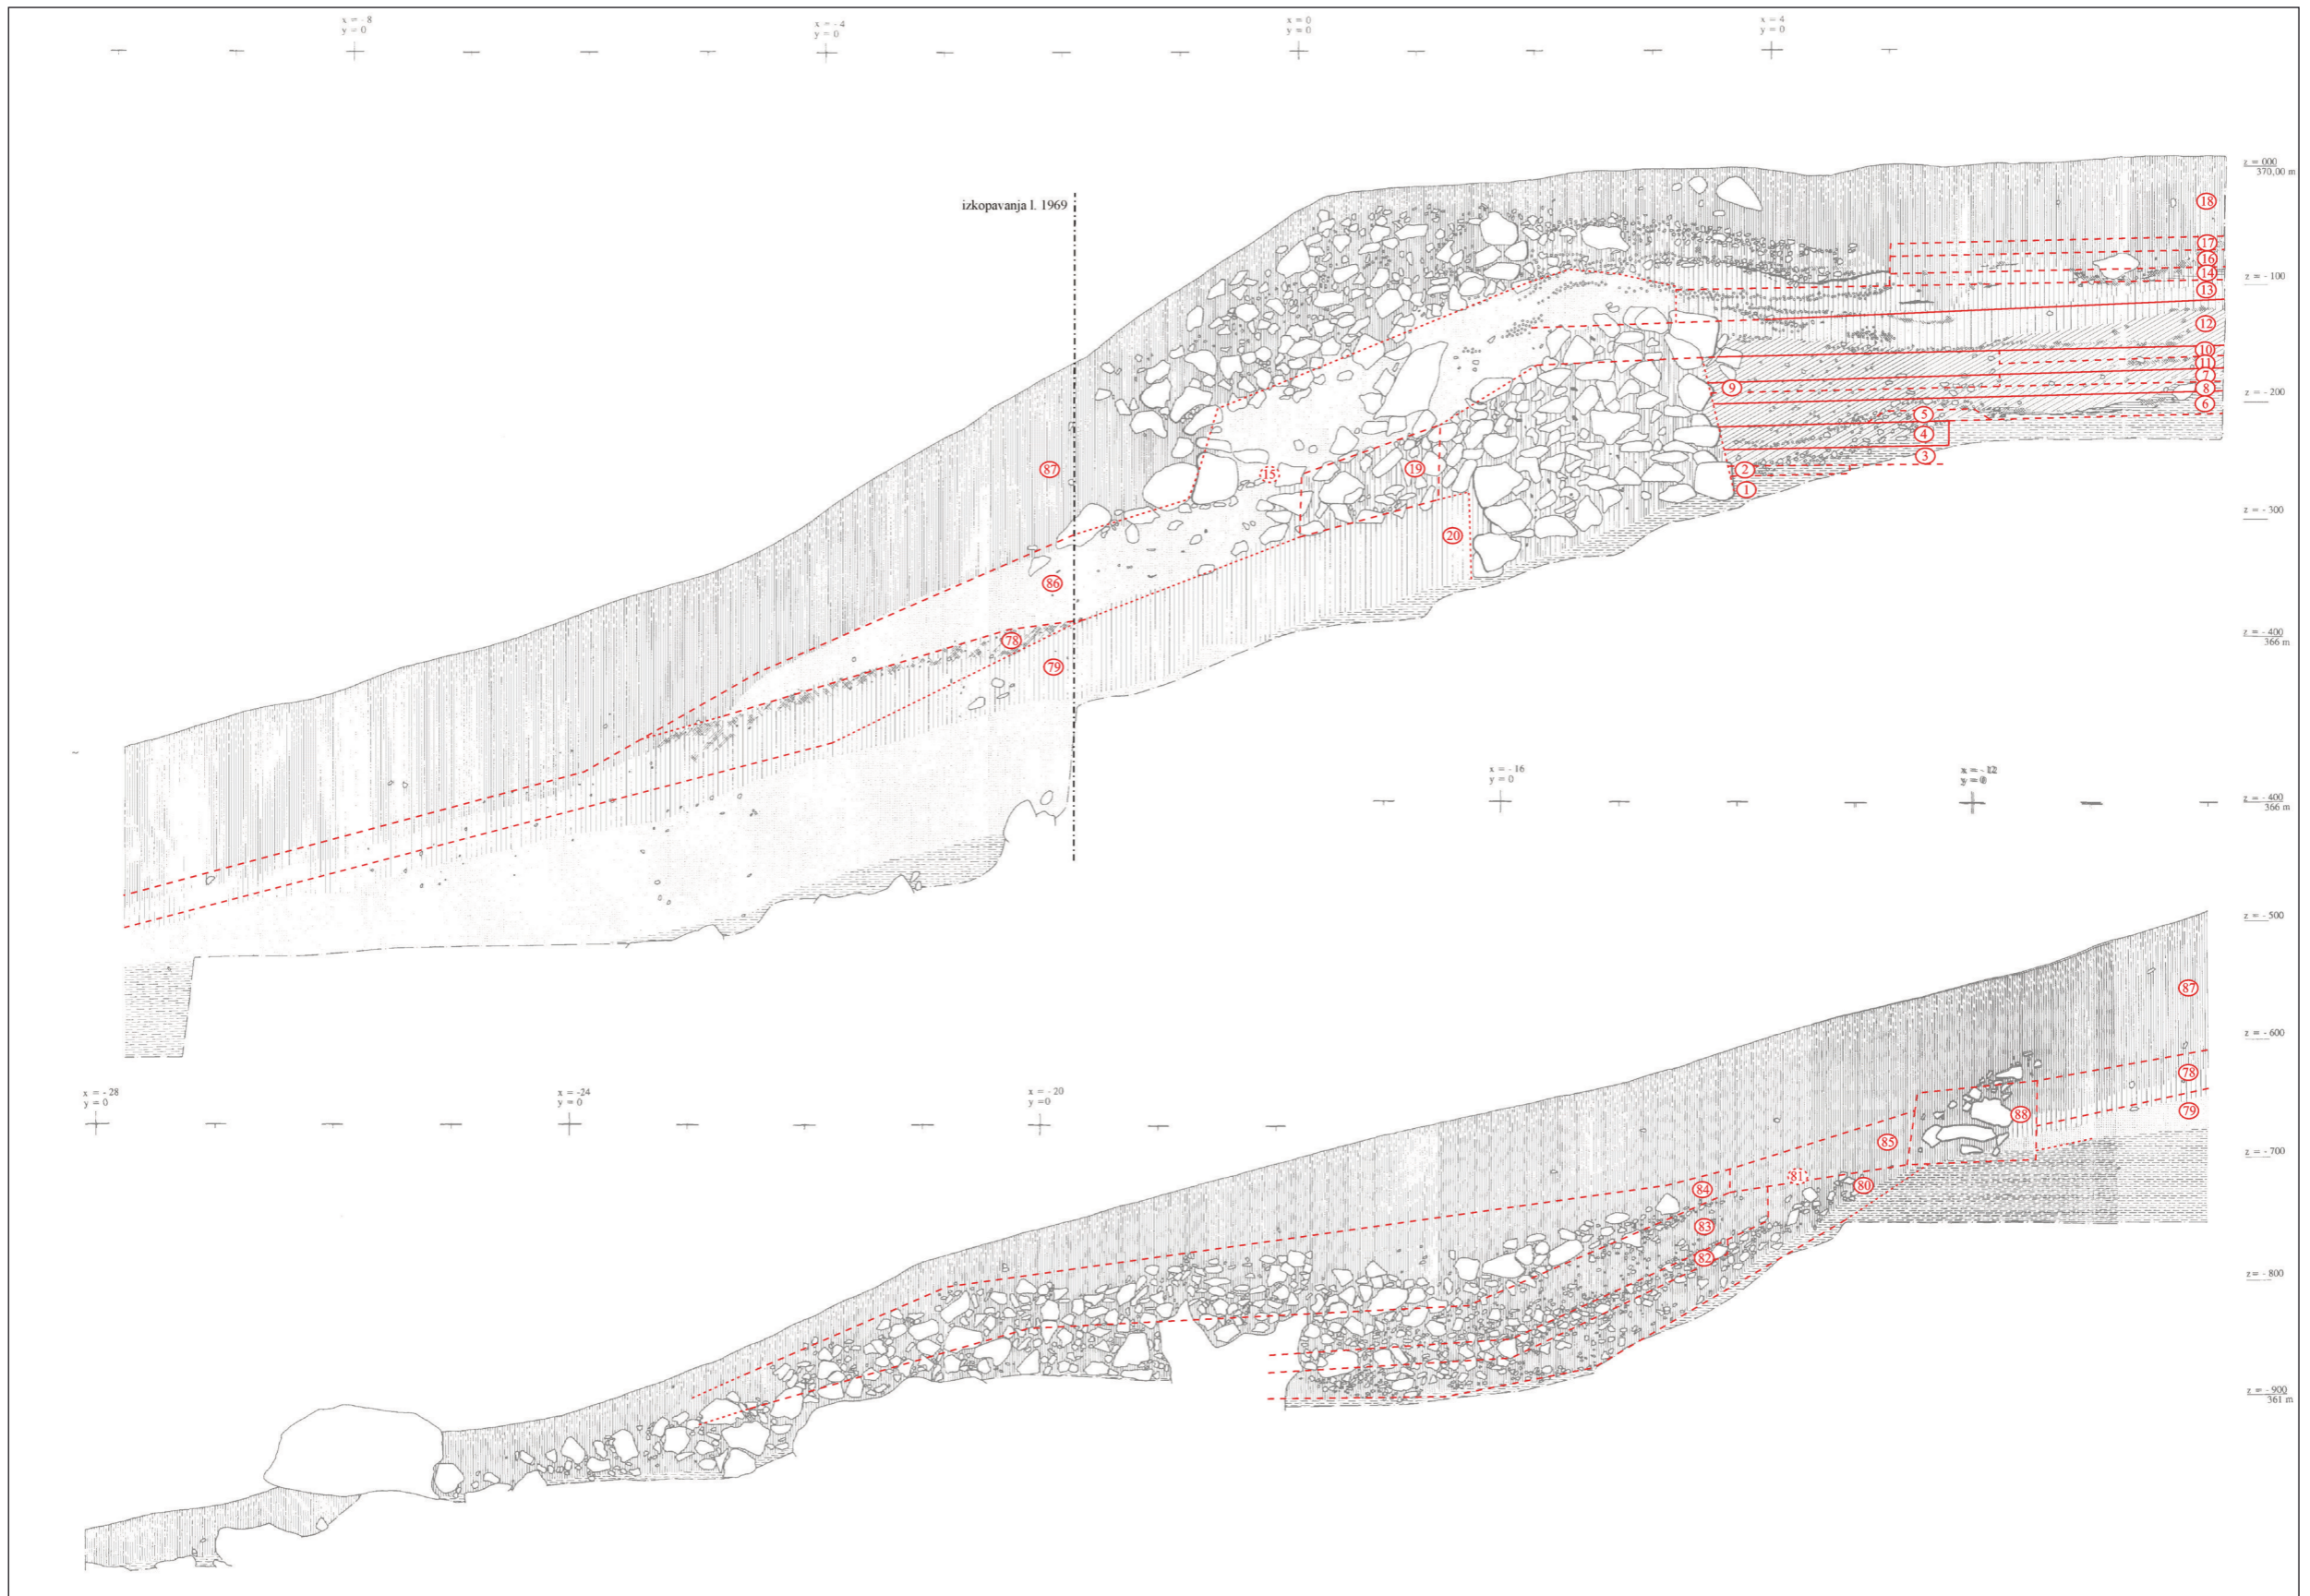 x = - 8
y = 0
x = - 4
y = 0
x = 0
y = 0
x = 4
y = 0
z = 000
370,00 m
izkopavanja l. 1969
18
17
16
14
z = - 100
13
12
10
11
7
9
8
z = - 200
6
5
4
3
2
1
87
15
19
z = - 300
20
86
78
z = - 400
366 m
79
x = - 16
y = 0
x = - 12
z = - 400
366 m
z = - 500
87
z = - 600
78
x = - 28
y = 0
x = -24
y = 0
x = - 20
y = 0
79
88
85
z = - 700
81
80
84
83
82
z = - 800
z = - 900
361 m